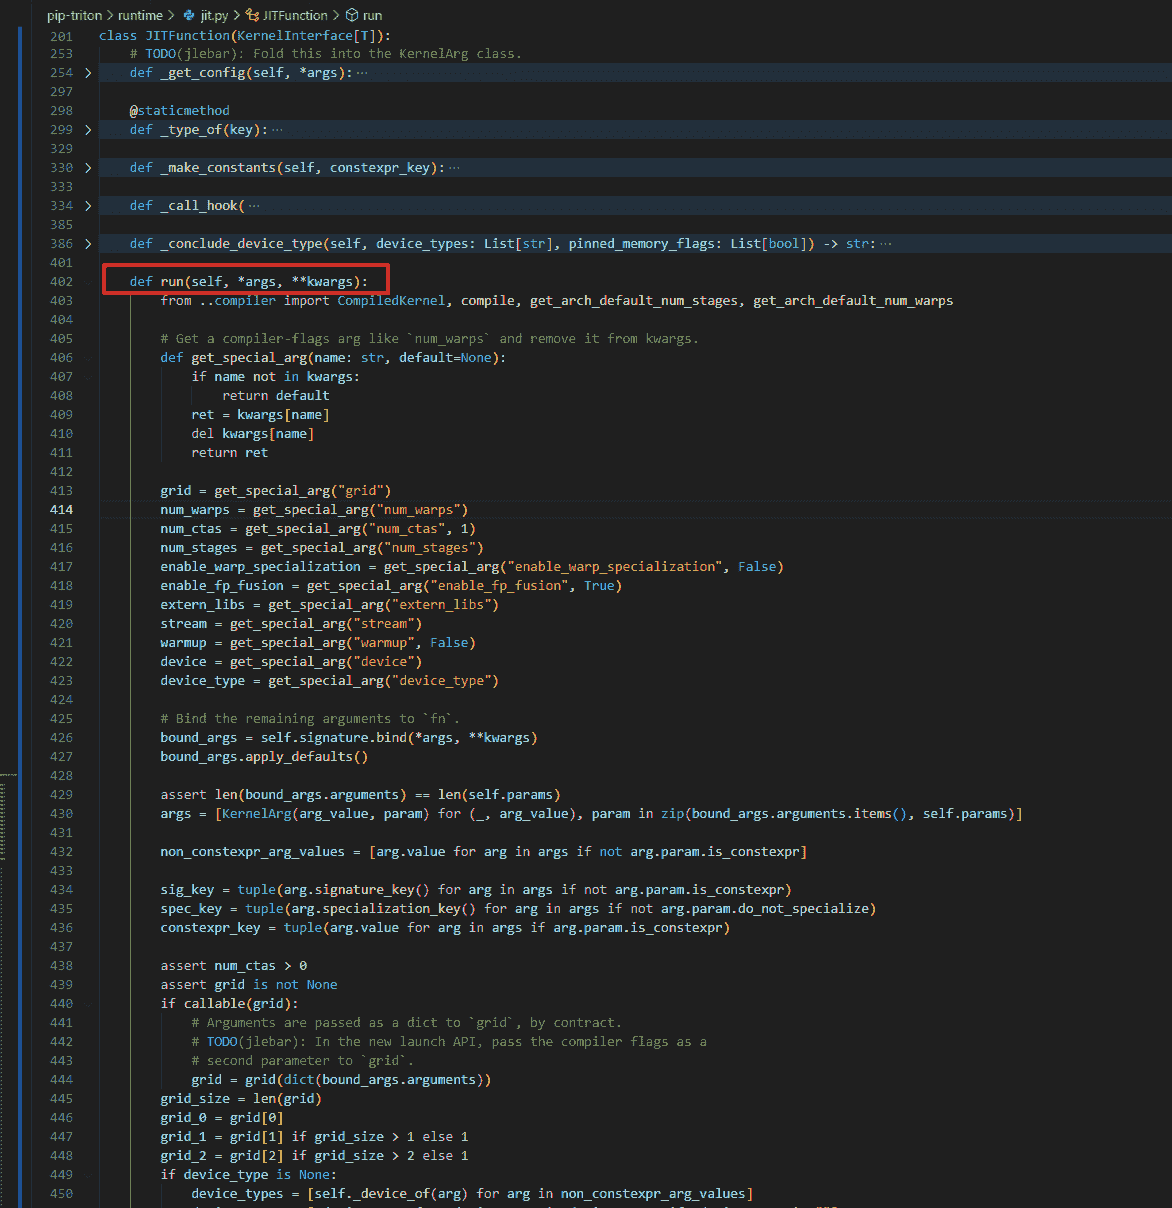 pip-triton > runtime > jit.py > JITFunction > run
201 class JITFunction(KernelInterface[T]):
253 # TODO(jlebar): Fold this into the KernelArg class.
254 > def _get_config(self, *args): ···
297
298 @staticmethod
299 > def _type_of(key): ···
329
330 > def _make_constants(self, constexpr_key): ···
333
334 > def _call_hook( ···
385
386 > def _conclude_device_type(self, device_types: List[str], pinned_memory_flags: List[bool]) -> str: ···
401
402 def run(self, *args, **kwargs):
403 from ..compiler import CompiledKernel, compile, get_arch_default_num_stages, get_arch_default_num_warps
404
405 # Get a compiler-flags arg like `num_warps` and remove it from kwargs.
406 def get_special_arg(name: str, default=None):
407 if name not in kwargs:
408 return default
409 ret = kwargs[name]
410 del kwargs[name]
411 return ret
412
413 grid = get_special_arg("grid")
414 num_warps = get_special_arg("num_warps")
415 num_ctas = get_special_arg("num_ctas", 1)
416 num_stages = get_special_arg("num_stages")
417 enable_warp_specialization = get_special_arg("enable_warp_specialization", False)
418 enable_fp_fusion = get_special_arg("enable_fp_fusion", True)
419 extern_libs = get_special_arg("extern_libs")
420 stream = get_special_arg("stream")
421 warmup = get_special_arg("warmup", False)
422 device = get_special_arg("device")
423 device_type = get_special_arg("device_type")
424
425 # Bind the remaining arguments to `fn`.
426 bound_args = self.signature.bind(*args, **kwargs)
427 bound_args.apply_defaults()
428
429 assert len(bound_args.arguments) == len(self.params)
430 args = [KernelArg(arg_value, param) for (_, arg_value), param in zip(bound_args.arguments.items(), self.params)]
431
432 non_constexpr_arg_values = [arg.value for arg in args if not arg.param.is_constexpr]
433
434 sig_key = tuple(arg.signature_key() for arg in args if not arg.param.is_constexpr)
435 spec_key = tuple(arg.specialization_key() for arg in args if not arg.param.do_not_specialize)
436 constexpr_key = tuple(arg.value for arg in args if arg.param.is_constexpr)
437
438 assert num_ctas > 0
439 assert grid is not None
440 if callable(grid):
441 # Arguments are passed as a dict to `grid`, by contract.
442 # TODO(jlebar): In the new launch API, pass the compiler flags as a
443 # second parameter to `grid`.
444 grid = grid(dict(bound_args.arguments))
445 grid_size = len(grid)
446 grid_0 = grid[0]
447 grid_1 = grid[1] if grid_size > 1 else 1
448 grid_2 = grid[2] if grid_size > 2 else 1
449 if device_type is None:
450 device_types = [self._device_of(arg) for arg in non_constexpr_arg_values]